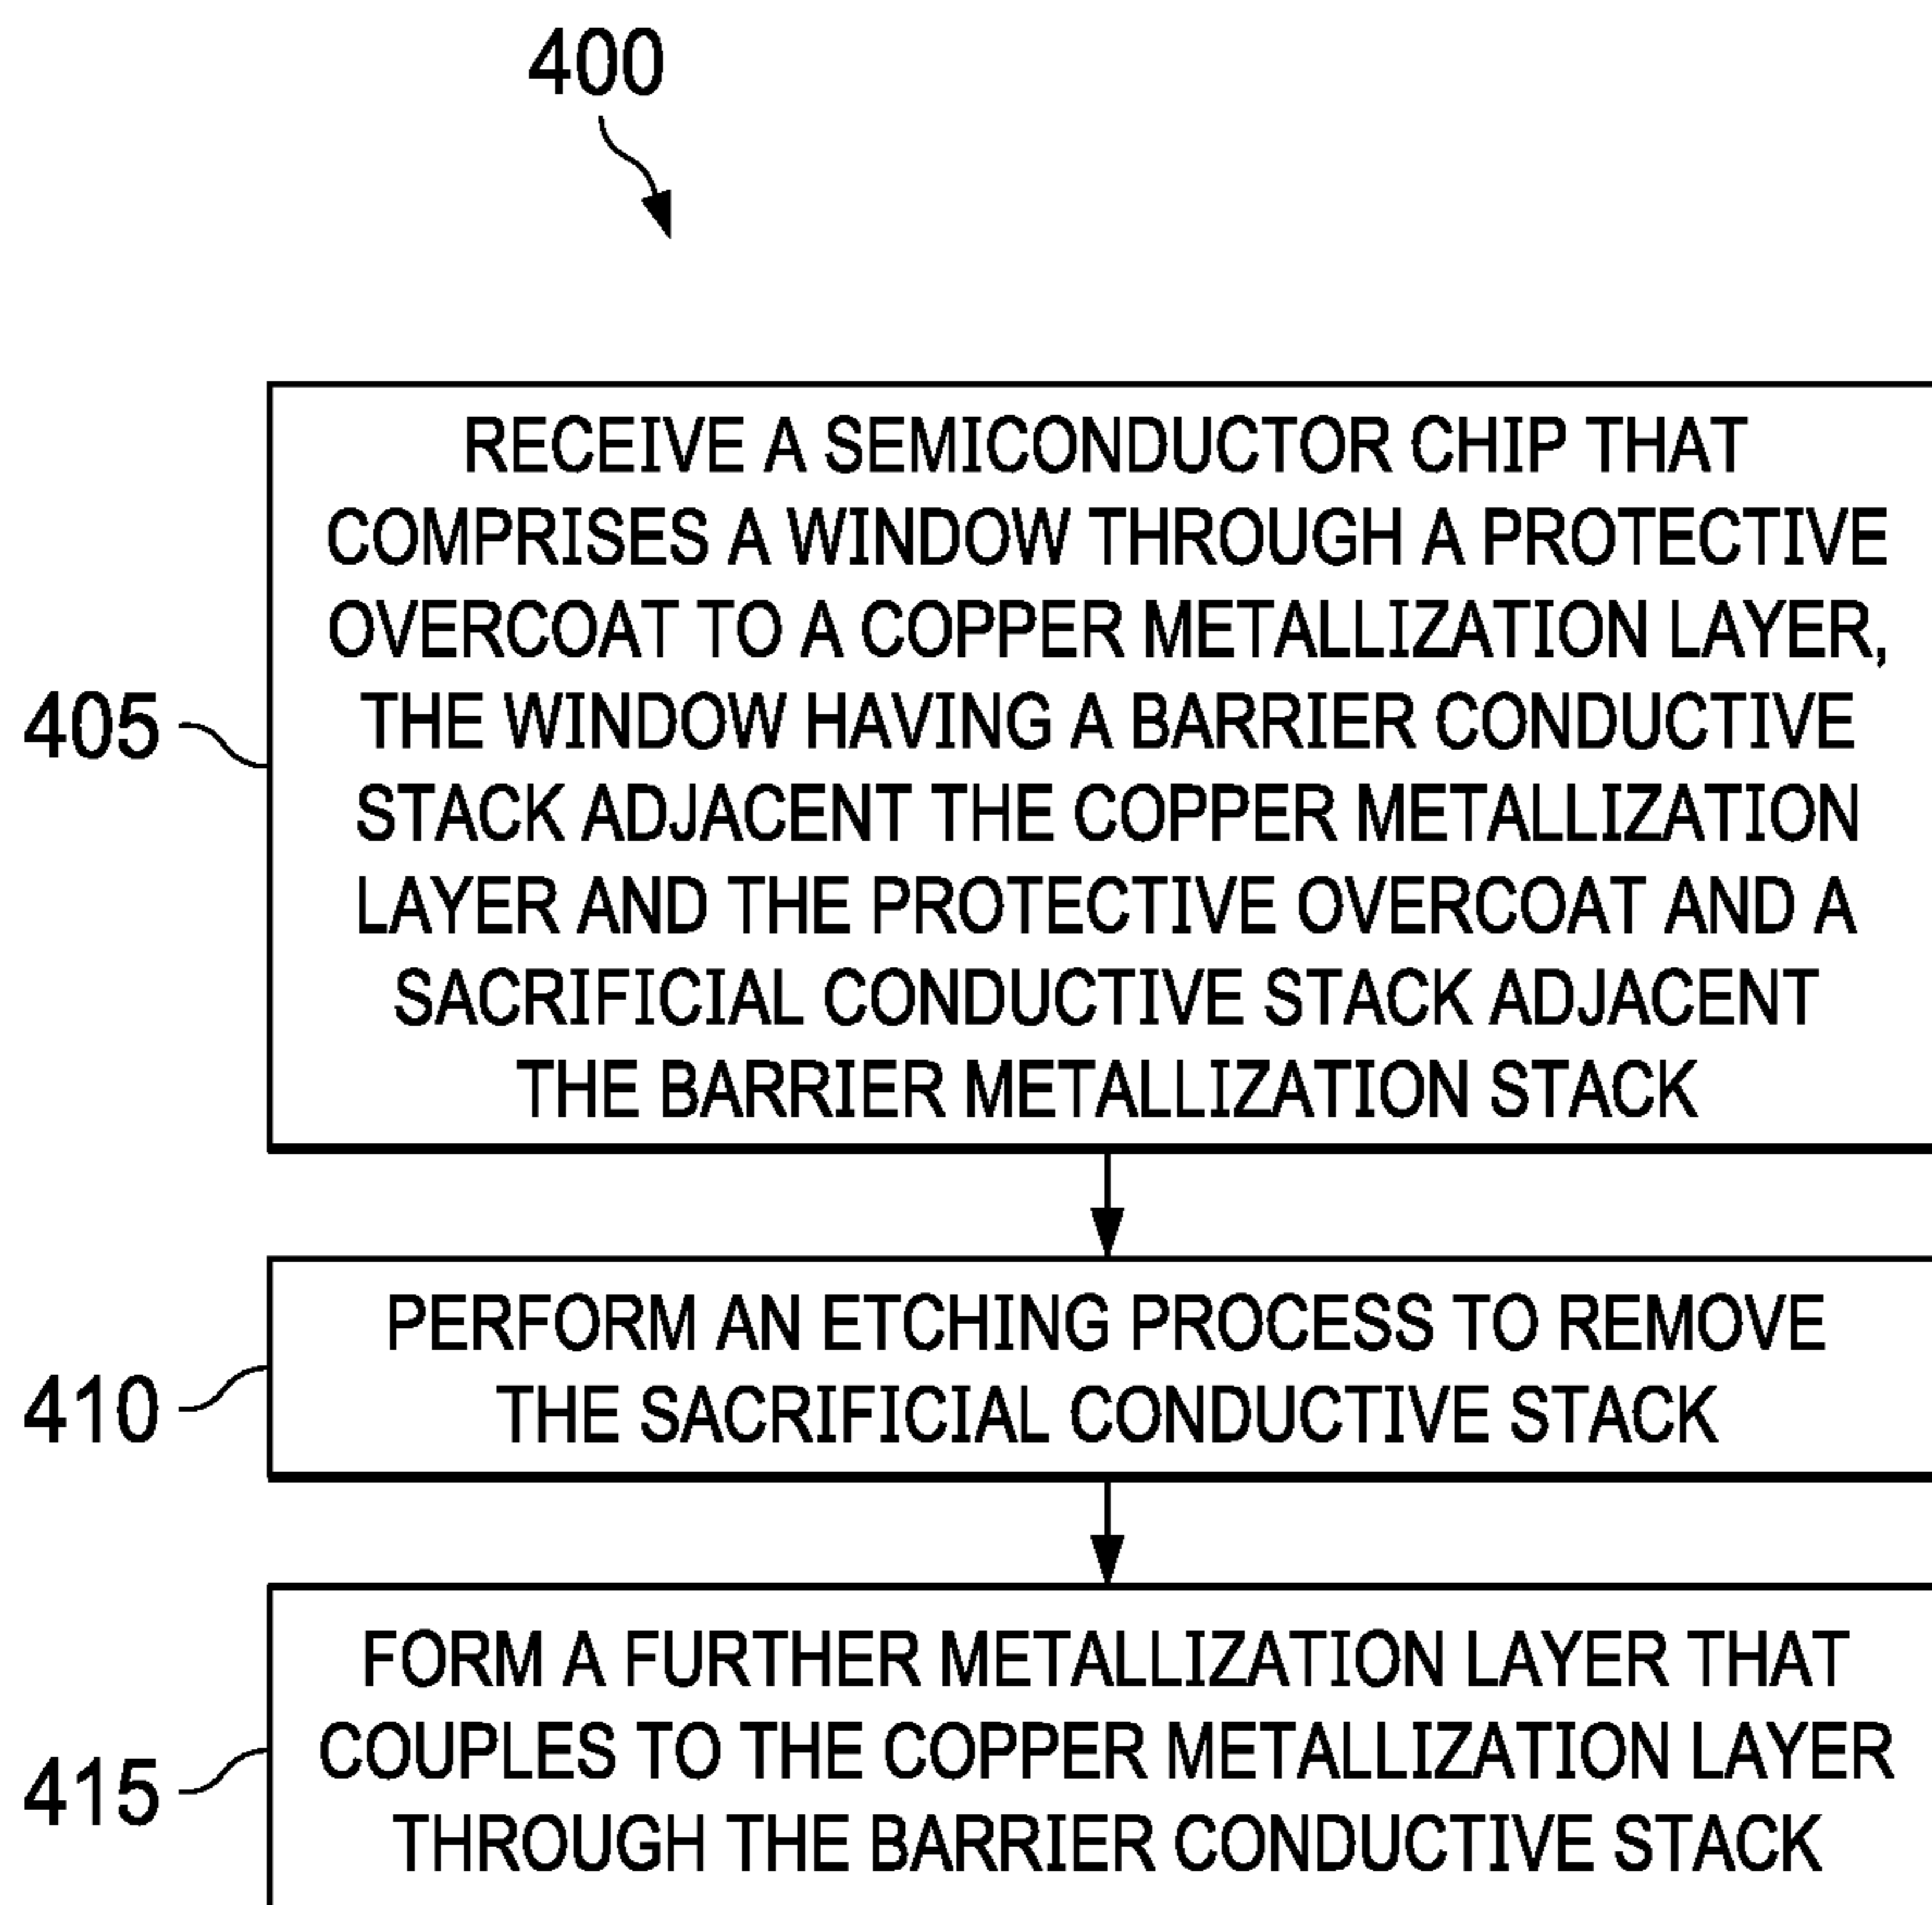 400
RECEIVE A SEMICONDUCTOR CHIP THAT
COMPRISES A WINDOW THROUGH A PROTECTIVE
OVERCOAT TO A COPPER METALLIZATION LAYER,
THE WINDOW HAVING A BARRIER CONDUCTIVE
405
STACK ADJACENT THE COPPER METALLIZATION
LAYER AND THE PROTECTIVE OVERCOAT AND A
SACRIFICIAL CONDUCTIVE STACK ADJACENT
THE BARRIER METALLIZATION STACK
PERFORM AN ETCHING PROCESS TO REMOVE
410
THE SACRIFICIAL CONDUCTIVE STACK
FORM A FURTHER METALLIZATION LAYER THAT
COUPLES TO THE COPPER METALLIZATION LAYER
415
THROUGH THE BARRIER CONDUCTIVE STACK